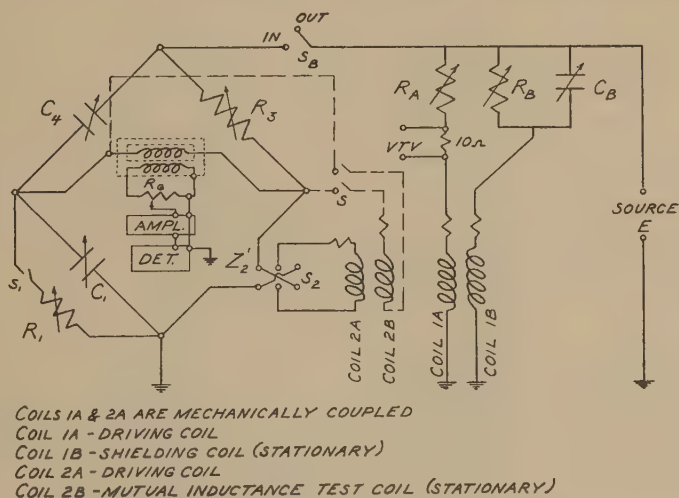 OUT
IN
S_B
C_4
R_3
R_A
R_B
C_B
10Ω
VTV
R_G
AMPL.
DET.
S
SOURCE
E
S_1
C_1
R_1
Z_2'
S_2
COIL 2A
COIL 2B
COIL 1A
COIL 1B
COILS 1A & 2A ARE MECHANICALLY COUPLED
COIL 1A - DRIVING COIL
COIL 1B - SHIELDING COIL (STATIONARY)
COIL 2A - DRIVING COIL
COIL 2B - MUTUAL INDUCTANCE TEST COIL (STATIONARY)